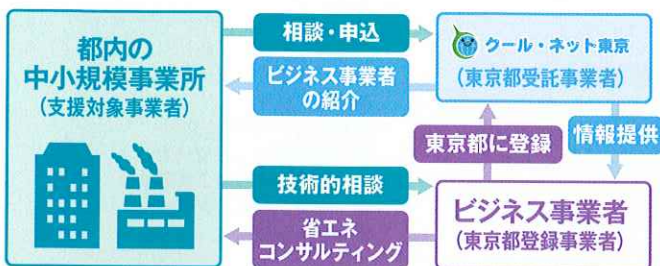 都内の
中小規模事業所
(支援対象事業者)
相談・申込
ビジネス事業者
の紹介
クール・ネット東京
(東京都受託事業者)
東京都に登録
情報提供
技術的相談
省エネ
コンサルティング
ビジネス事業者
(東京都登録事業者)